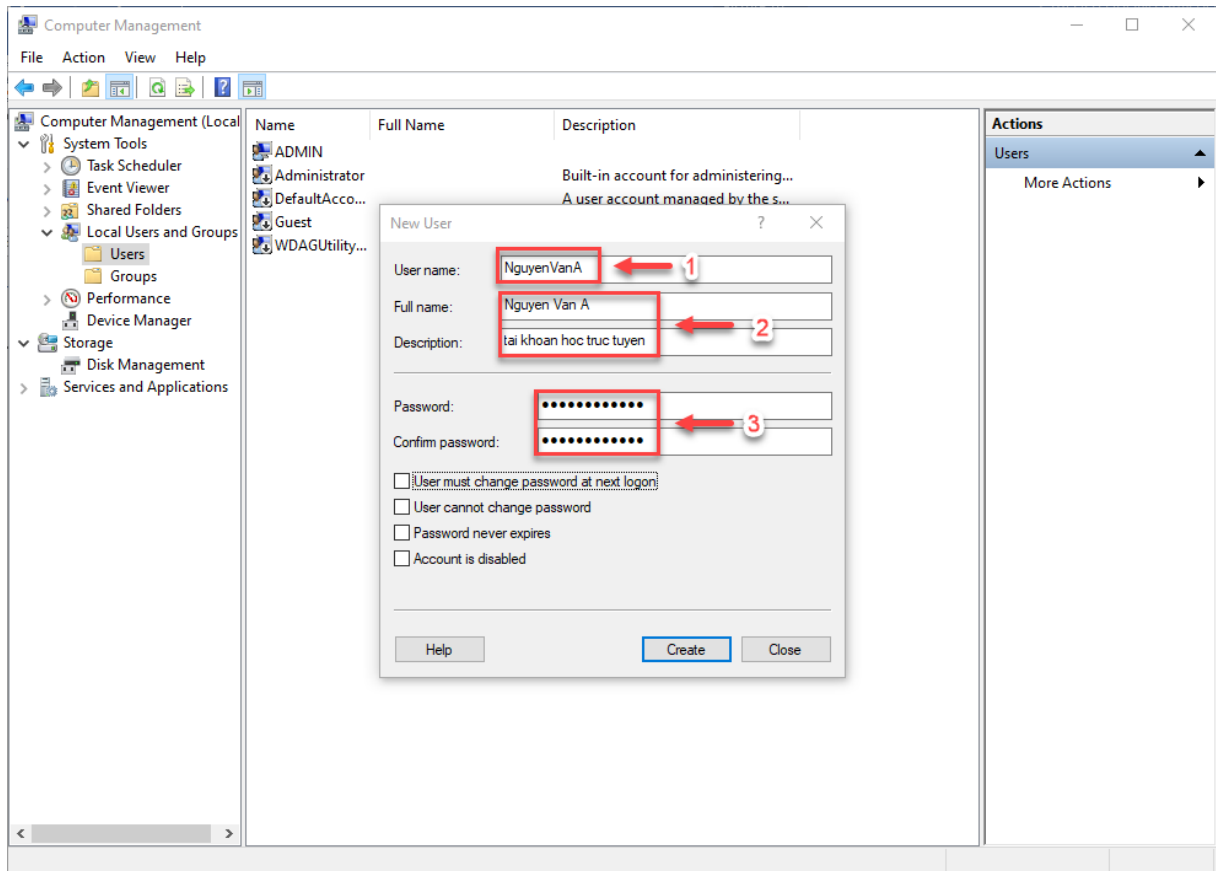 Computer Management
File Action View Help
Computer Management (Local
System Tools
Task Scheduler
Event Viewer
Shared Folders
Local Users and Groups
Users
Groups
Performance
Device Manager
Storage
Disk Management
Services and Applications
Name Full Name Description
ADMIN
Administrator Built-in account for administering...
DefaultAcco... A user account managed by the s...
Guest
WDAGUtility...
New User ?
User name: NguyenVanA 1
Full name: Nguyen Van A
2
Description: tai khoan hoc truc tuyen
Password: ●●●●●●●●●●●●
3
Confirm password: ●●●●●●●●●●●●
User must change password at next logon
User cannot change password
Password never expires
Account is disabled
Help Create Close
Actions
Users
More Actions